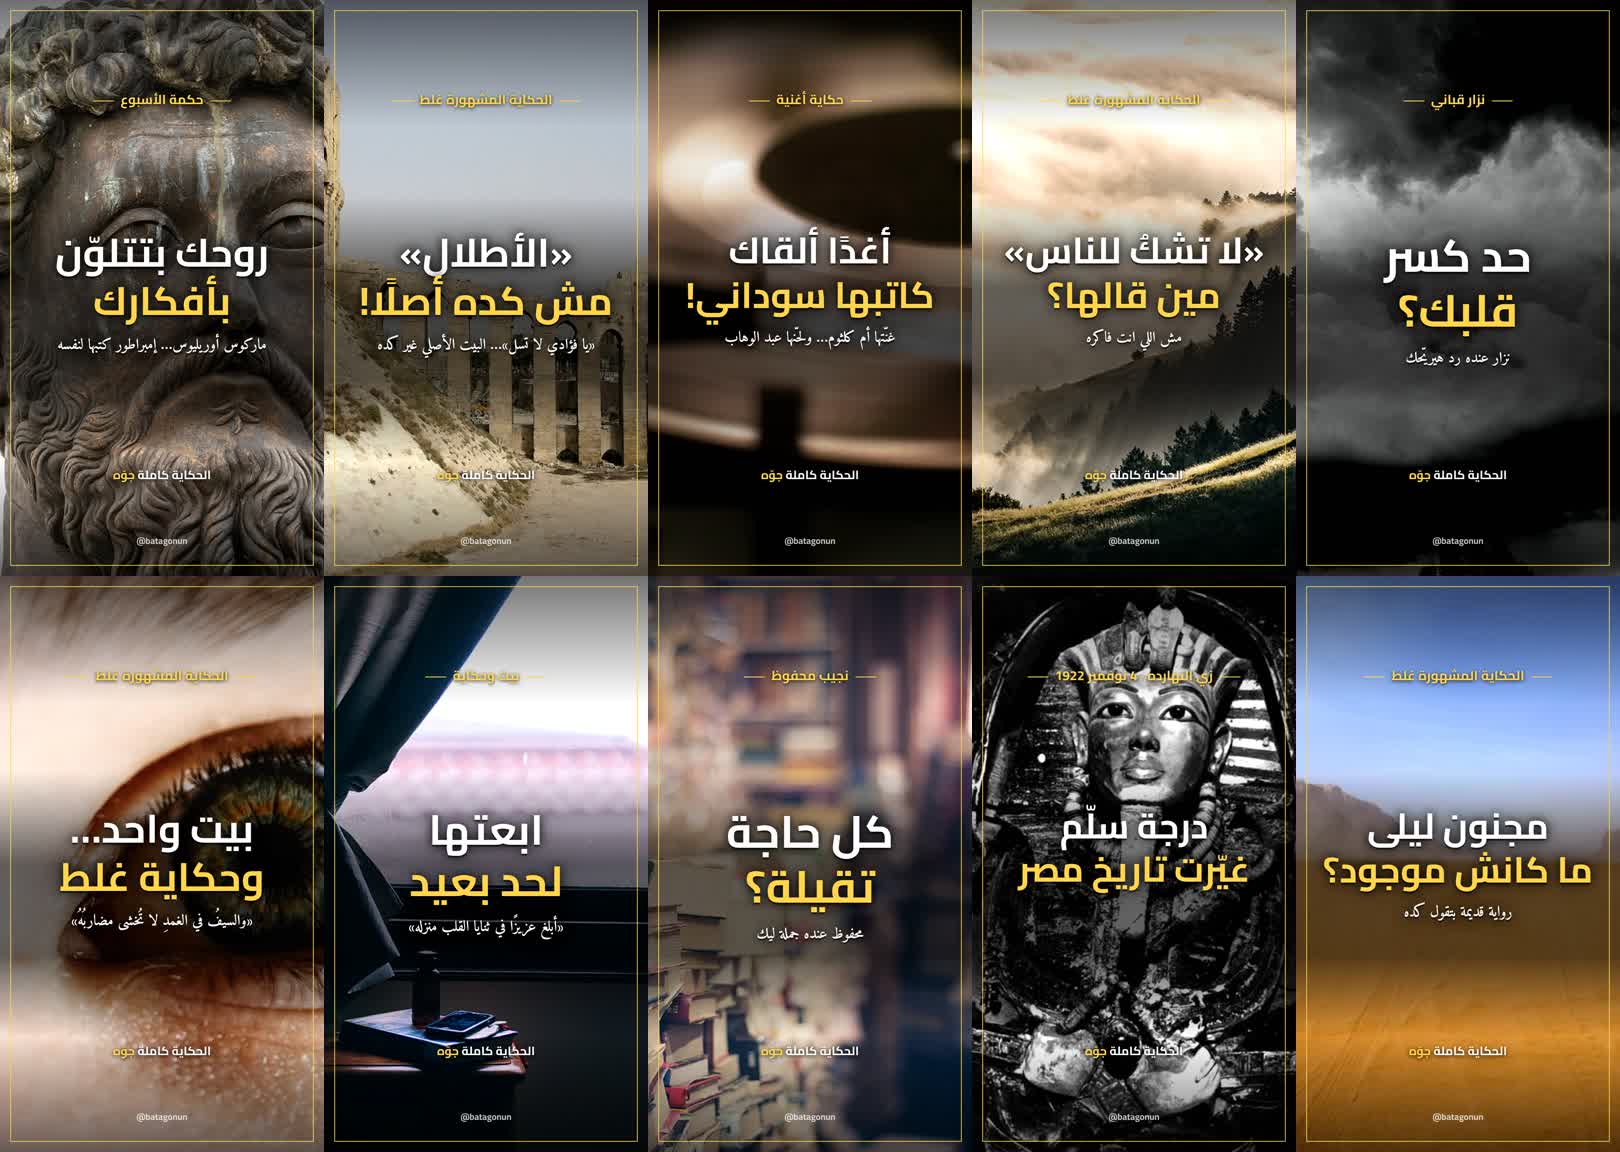 حكمة الأسبوع
روحك بتتلوّن
بأفكارك
ماركوس أوريليوس... إمبراطور كتبها لنفسه
الحكاية كاملة جوّه
@batagonun
الحكاية المشهورة غلط
«الأطلال»
مش كده أصلًا!
«يا فؤادي لا تسل»... البيت الأصلي غير كده
الحكاية كاملة جوّه
@batagonun
حكاية أغنية
أغدًا ألقاك
كاتبها سوداني!
غنّتها أم كلثوم... ولحّنها عبد الوهاب
الحكاية كاملة جوّه
@batagonun
الحكاية المشهورة غلط
«لا تشكُ للناس»
مين قالها؟
مش اللي انت فاكره
الحكاية كاملة جوّه
@batagonun
نزار قباني
حد كسر
قلبك؟
نزار عنده رد هيريّحك
الحكاية كاملة جوّه
@batagonun
الحكاية المشهورة غلط
بيت واحد...
وحكاية غلط
«والسيفُ في الغمدِ لا تُخشى مضاربُهُ»
الحكاية كاملة جوّه
@batagonun
بيت وحكاية
ابعتها
لحد بعيد
«أبلغ عزيزًا في ثنايا القلب منزله»
الحكاية كاملة جوّه
@batagonun
نجيب محفوظ
كل حاجة
تقيلة؟
محفوظ عنده جملة ليك
الحكاية كاملة جوّه
@batagonun
زي النهارده· 4 نوفمبر 1922
درجة سلّم
غيّرت تاريخ مصر
الحكاية كاملة جوّه
@batagonun
الحكاية المشهورة غلط
مجنون ليلى
ما كانش موجود؟
رواية قديمة بتقول كده
الحكاية كاملة جوّه
@batagonun